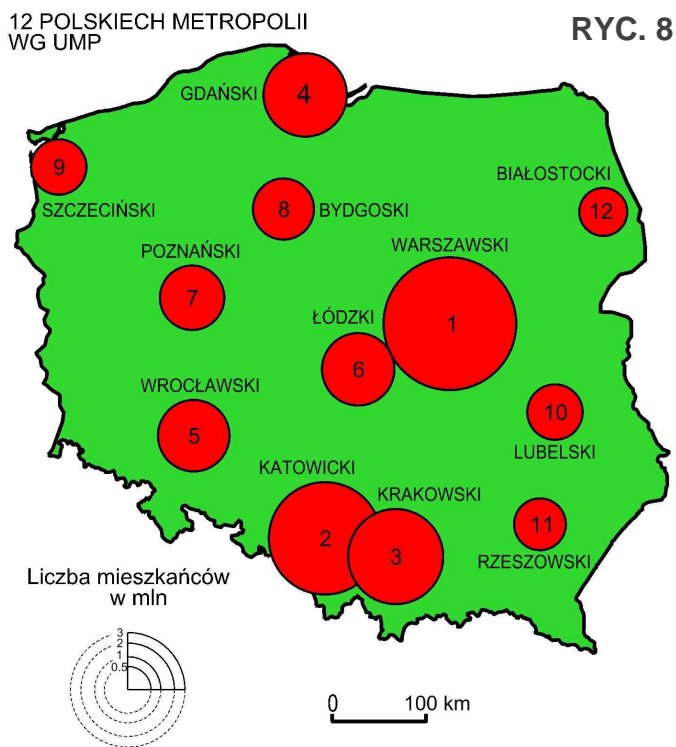 12 POLSKIECH METROPOLII
WG UMP
RYC. 8
GDAŃSKI
4
9
SZCZECIŃSKI
8
BYDGOSKI
BIAŁOSTOCKI
12
POZNAŃSKI
7
WARSZAWSKI
1
ŁÓDZKI
6
WROCŁAWSKI
5
10
LUBELSKI
KATOWICKI
2
KRAKOWSKI
3
11
RZESZOWSKI
Liczba mieszkańców
w mln
3
2
1
0.5
0 100 km